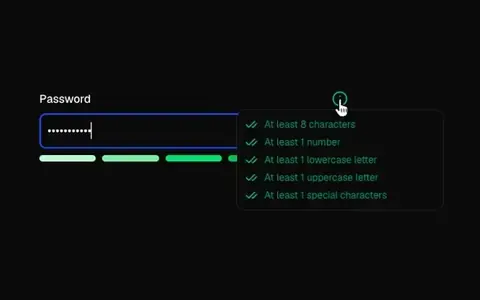 Password
At least 8 characters
At least 1 number
At least 1 lowercase letter
At least 1 uppercase letter
At least 1 special characters